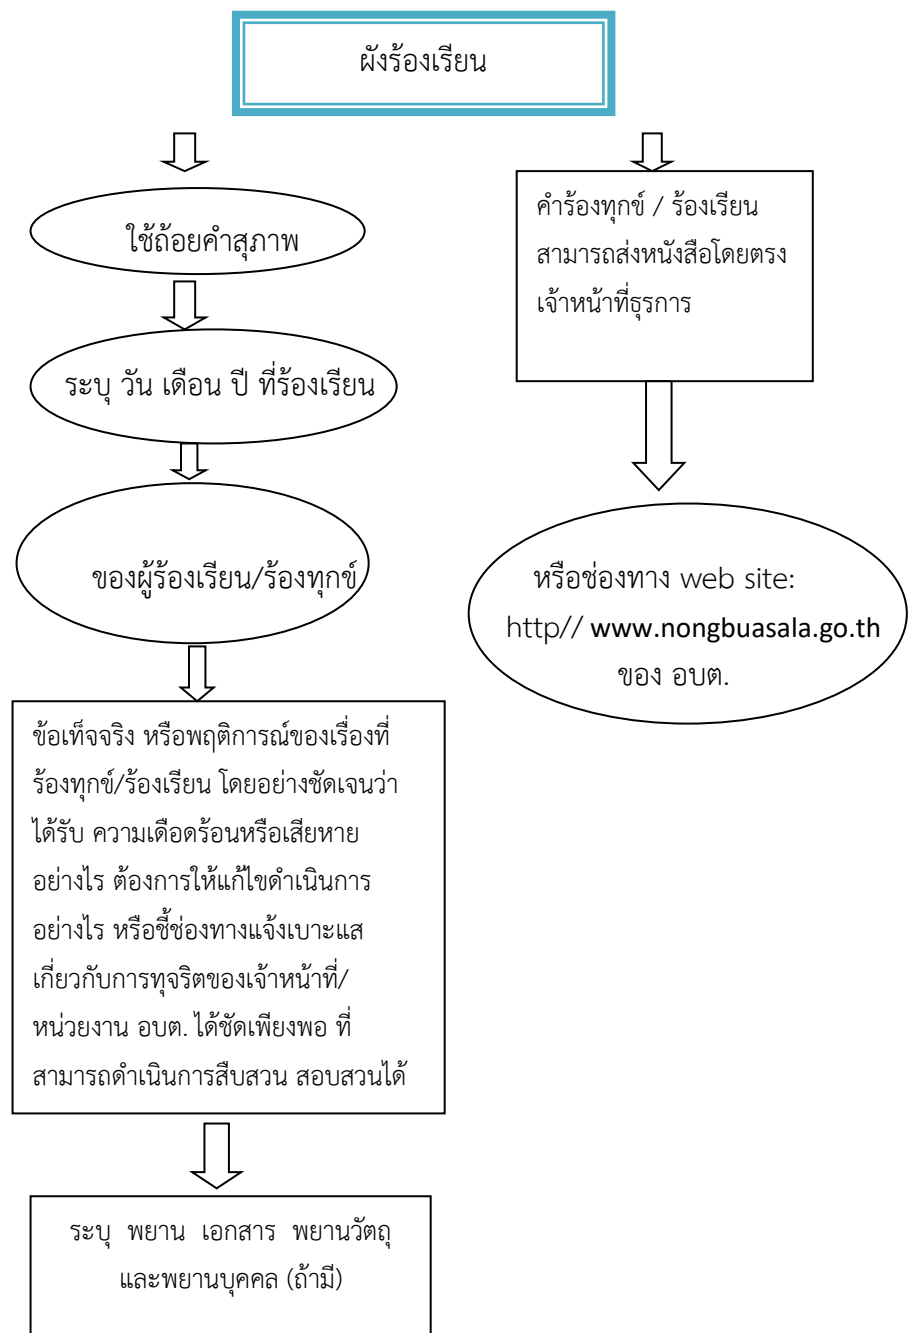 ผังร้องเรียน
ใช้ถ้อยคำสุภาพ
ระบุ วัน เดือน ปี ที่ร้องเรียน
ของผู้ร้องเรียน/ร้องทุกข์
ข้อเท็จจริง หรือพฤติการณ์ของเรื่องที่
ร้องทุกข์/ร้องเรียน โดยอย่างชัดเจนว่า
ได้รับ ความเดือดร้อนหรือเสียหาย
อย่างไร ต้องการให้แก้ไขดำเนินการ
อย่างไร หรือชี้ช่องทางแจ้งเบาะแส
เกี่ยวกับการทุจริตของเจ้าหน้าที่/
หน่วยงาน อบต. ได้ชัดเพียงพอ ที่
สามารถดำเนินการสืบสวน สอบสวนได้
ระบุ พยาน เอกสาร พยานวัตถุ
และพยานบุคคล (ถ้ามี)
คำร้องทุกข์ / ร้องเรียน
สามารถส่งหนังสือโดยตรง
เจ้าหน้าที่ธุรการ
หรือช่องทาง web site:
http// www.nongbuasala.go.th
ของ อบต.